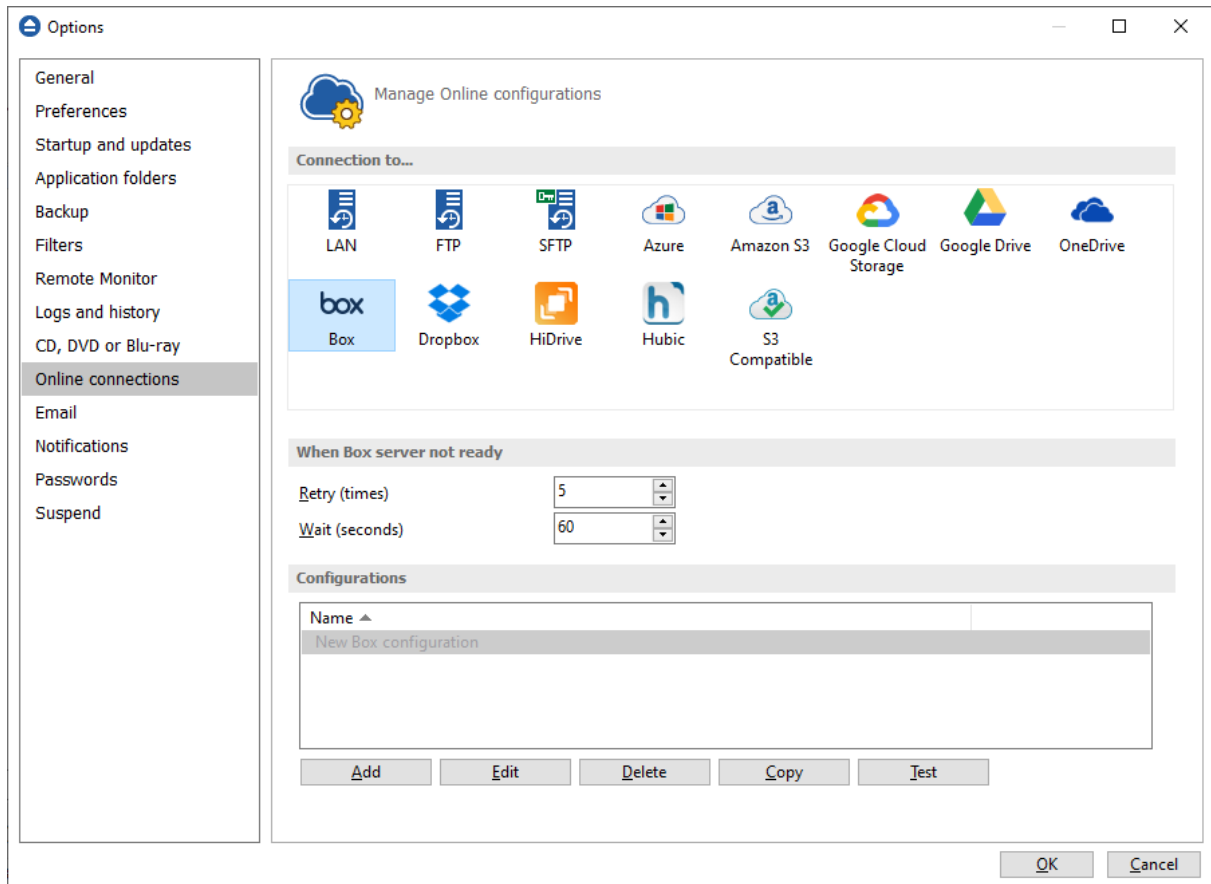 Options
General
Preferences
Startup and updates
Application folders
Backup
Filters
Remote Monitor
Logs and history
CD, DVD or Blu-ray
Online connections
Email
Notifications
Passwords
Suspend
Manage Online configurations
Connection to...
LAN
FTP
SFTP
Azure
Amazon S3
Google Cloud
Storage
Google Drive
OneDrive
box
Box
Dropbox
HiDrive
Hubic
S3
Compatible
When Box server not ready
Retry (times) 5
Wait (seconds) 60
Configurations
Name
New Box configuration
Add Edit Delete Copy Test
OK Cancel